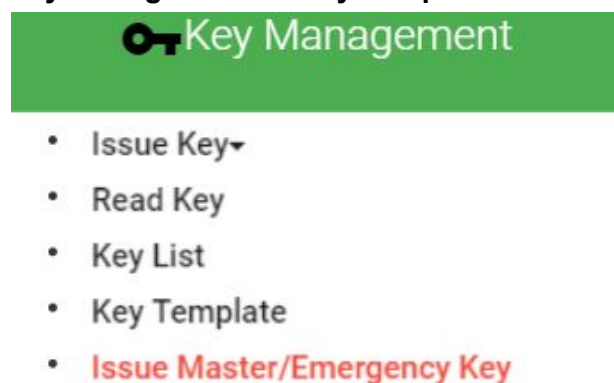 Key Management
Issue Key
Read Key
Key List
Key Template
Issue Master/Emergency Key